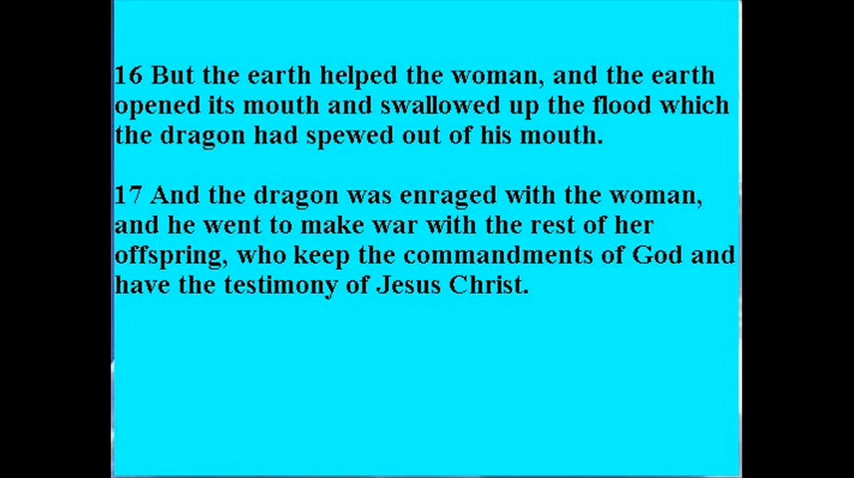 16 But the earth helped the woman, and the earth
opened its mouth and swallowed up the flood which
the dragon had spewed out of his mouth.
17 And the dragon was enraged with the woman,
and he went to make war with the rest of her
offspring, who keep the commandments of God and
have the testimony of Jesus Christ.